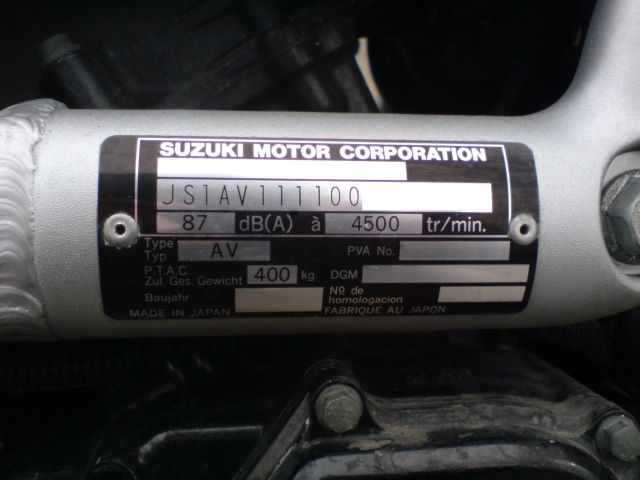 SUZUKI MOTOR CORPORATION
JS1AV111100
87 dB(A) à 4500 tr/min.
Type
Typ AV PVA No.
P.T.A.C.
Zul. Ges. Gewicht 400 kg DGM
Baujahr Nº de
homologacion
MADE IN JAPAN FABRIQUE AU JAPON